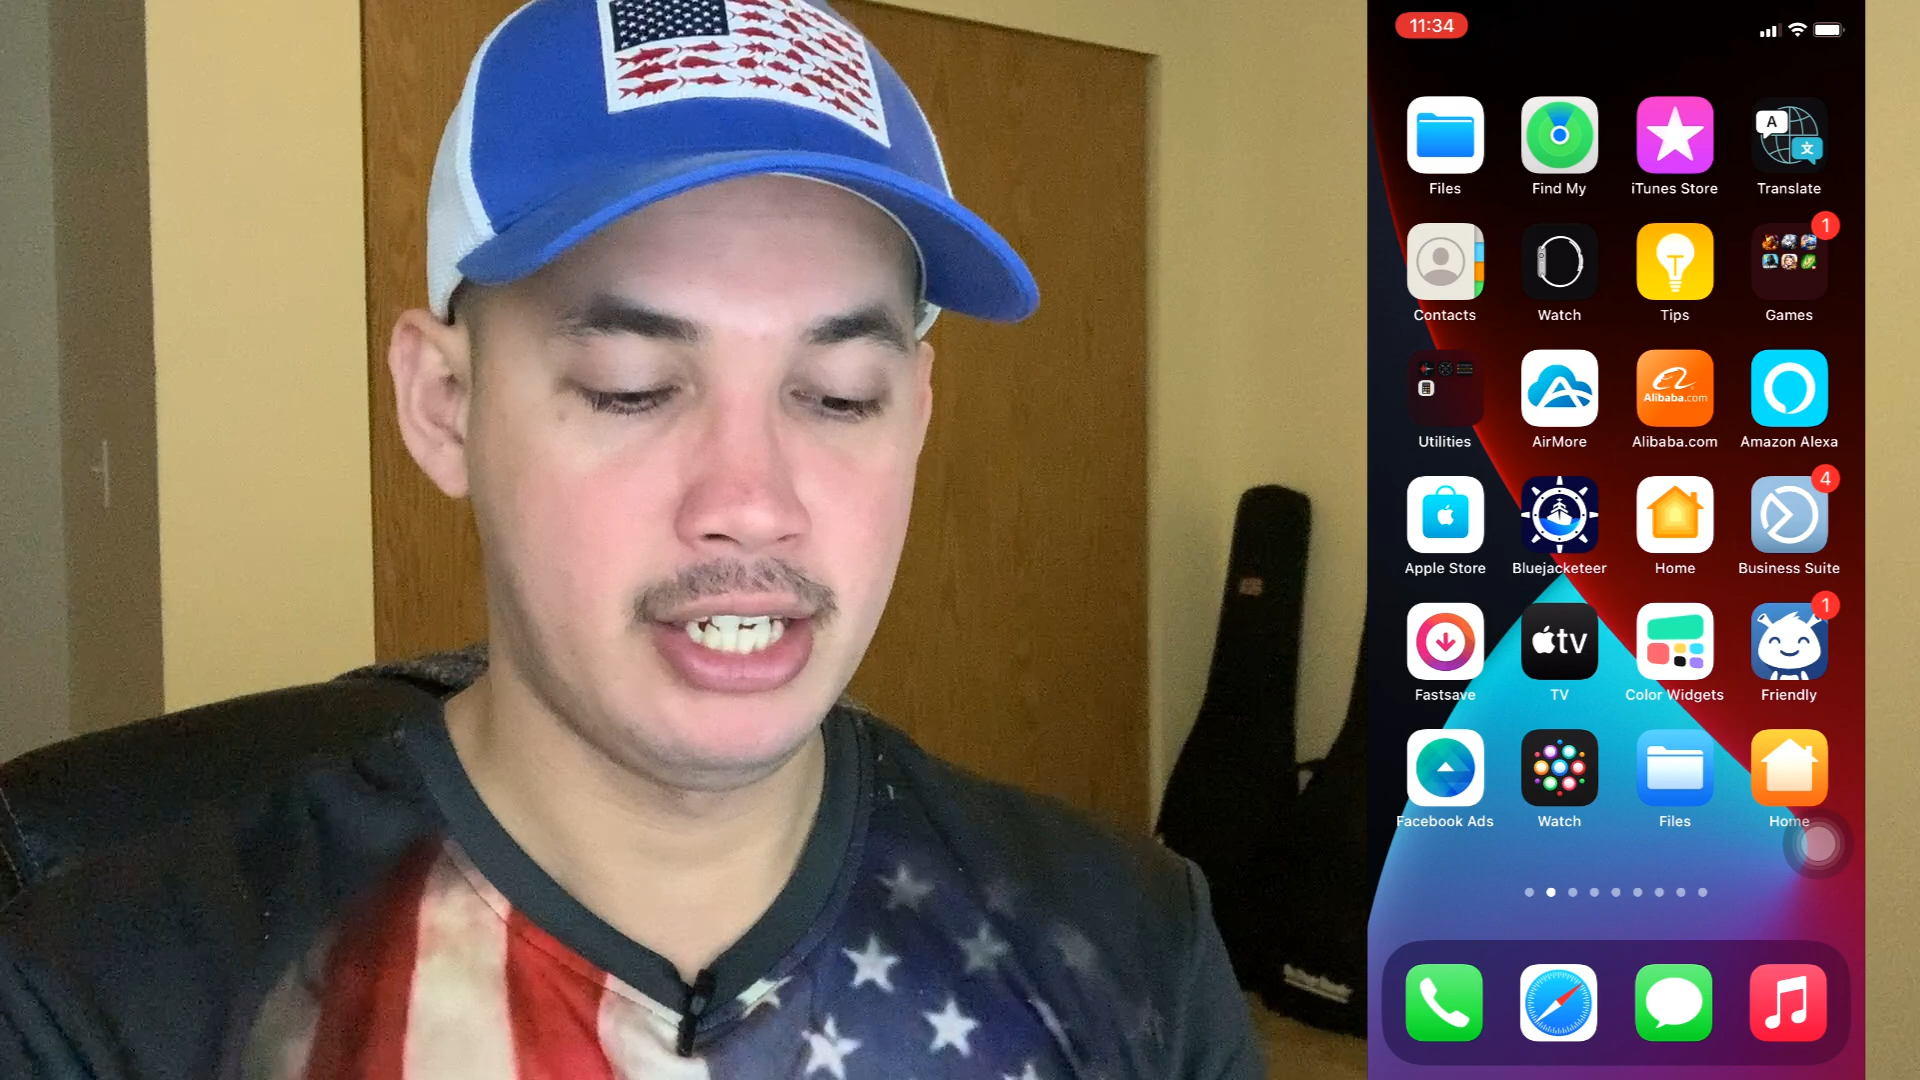 11:34
Files Find My iTunes Store A 文 Translate
Contacts Watch T Tips 1 Games
Utilities AirMore Alibaba.com Alibaba.com Amazon Alexa
Apple Store Bluejacketeer Home 4 Business Suite
Fastsave tv TV Color Widgets 1 Friendly
Facebook Ads Watch Files Home